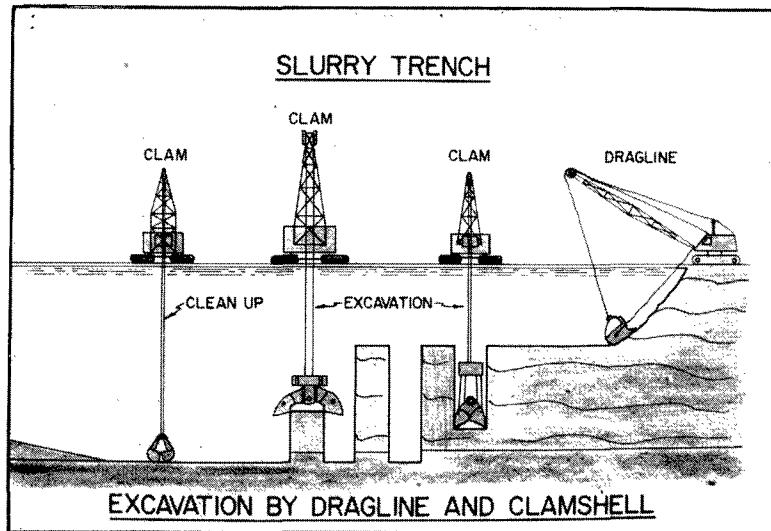 SLURRY TRENCH
CLAM
CLAM
CLAM
DRAGLINE
CLEAN UP
EXCAVATION
EXCAVATION BY DRAGLINE AND CLAMSHELL